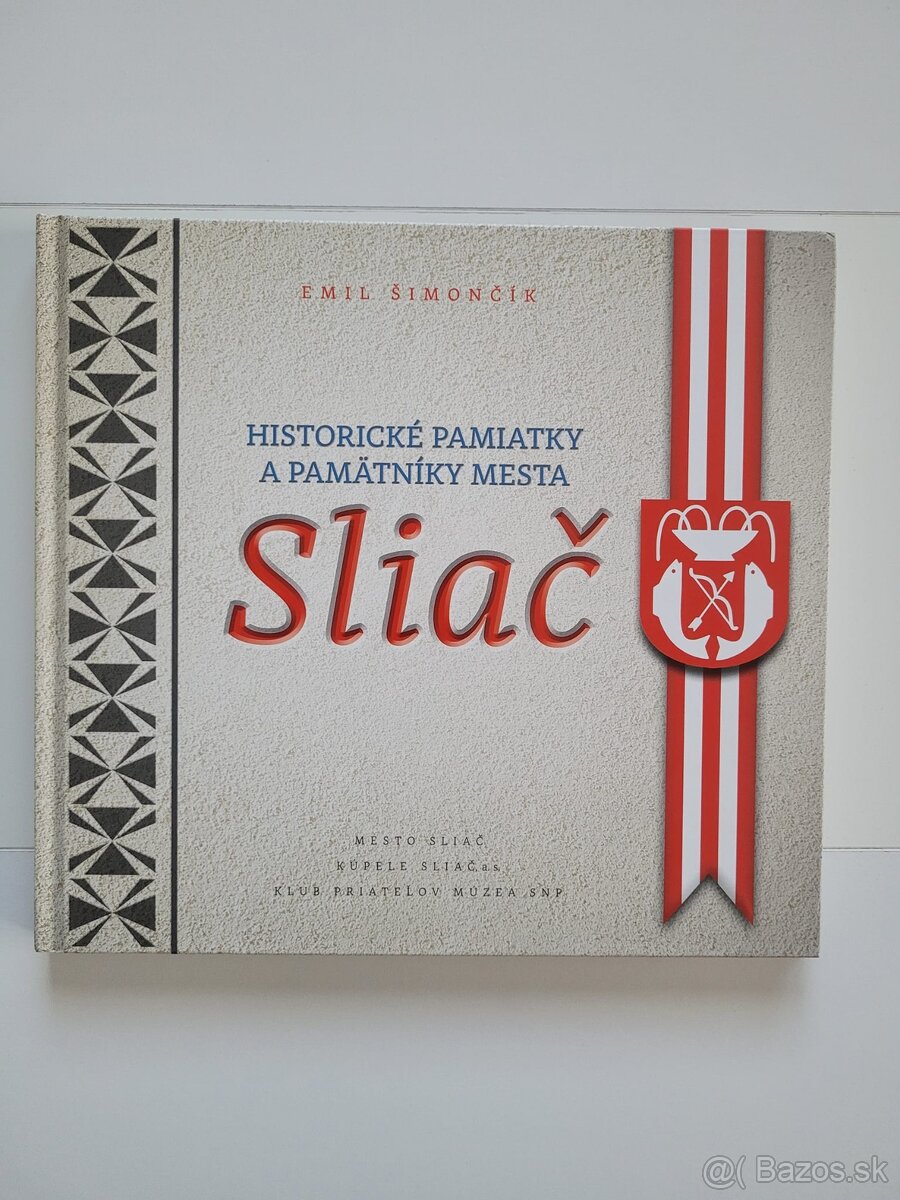 EMIL ŠIMONČÍK
HISTORICKÉ PAMIATKY
A PAMÄTNÍKY MESTA
Sliač
MESTO SLIAČ,
KÚPELE SLIAČ, a.s.
KLUB PRIATEĽOV MÚZEA SNP
@( Bazos.sk